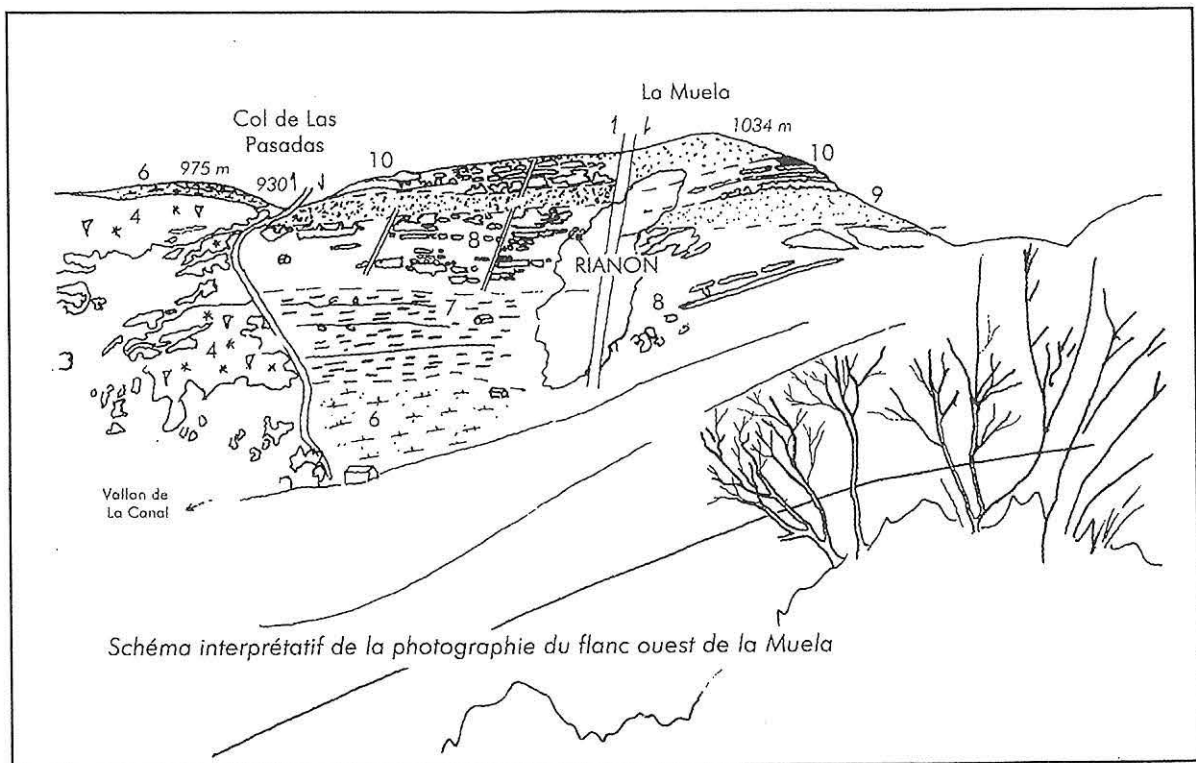 La Muela
Col de Las
Pasadas
1034 m
10
10
6
975 m
930
4
9
8
RIANON
8
7
3
4
6
Vallon de
La Canal
Schéma interprétatif de la photographie du flanc ouest de la Muela